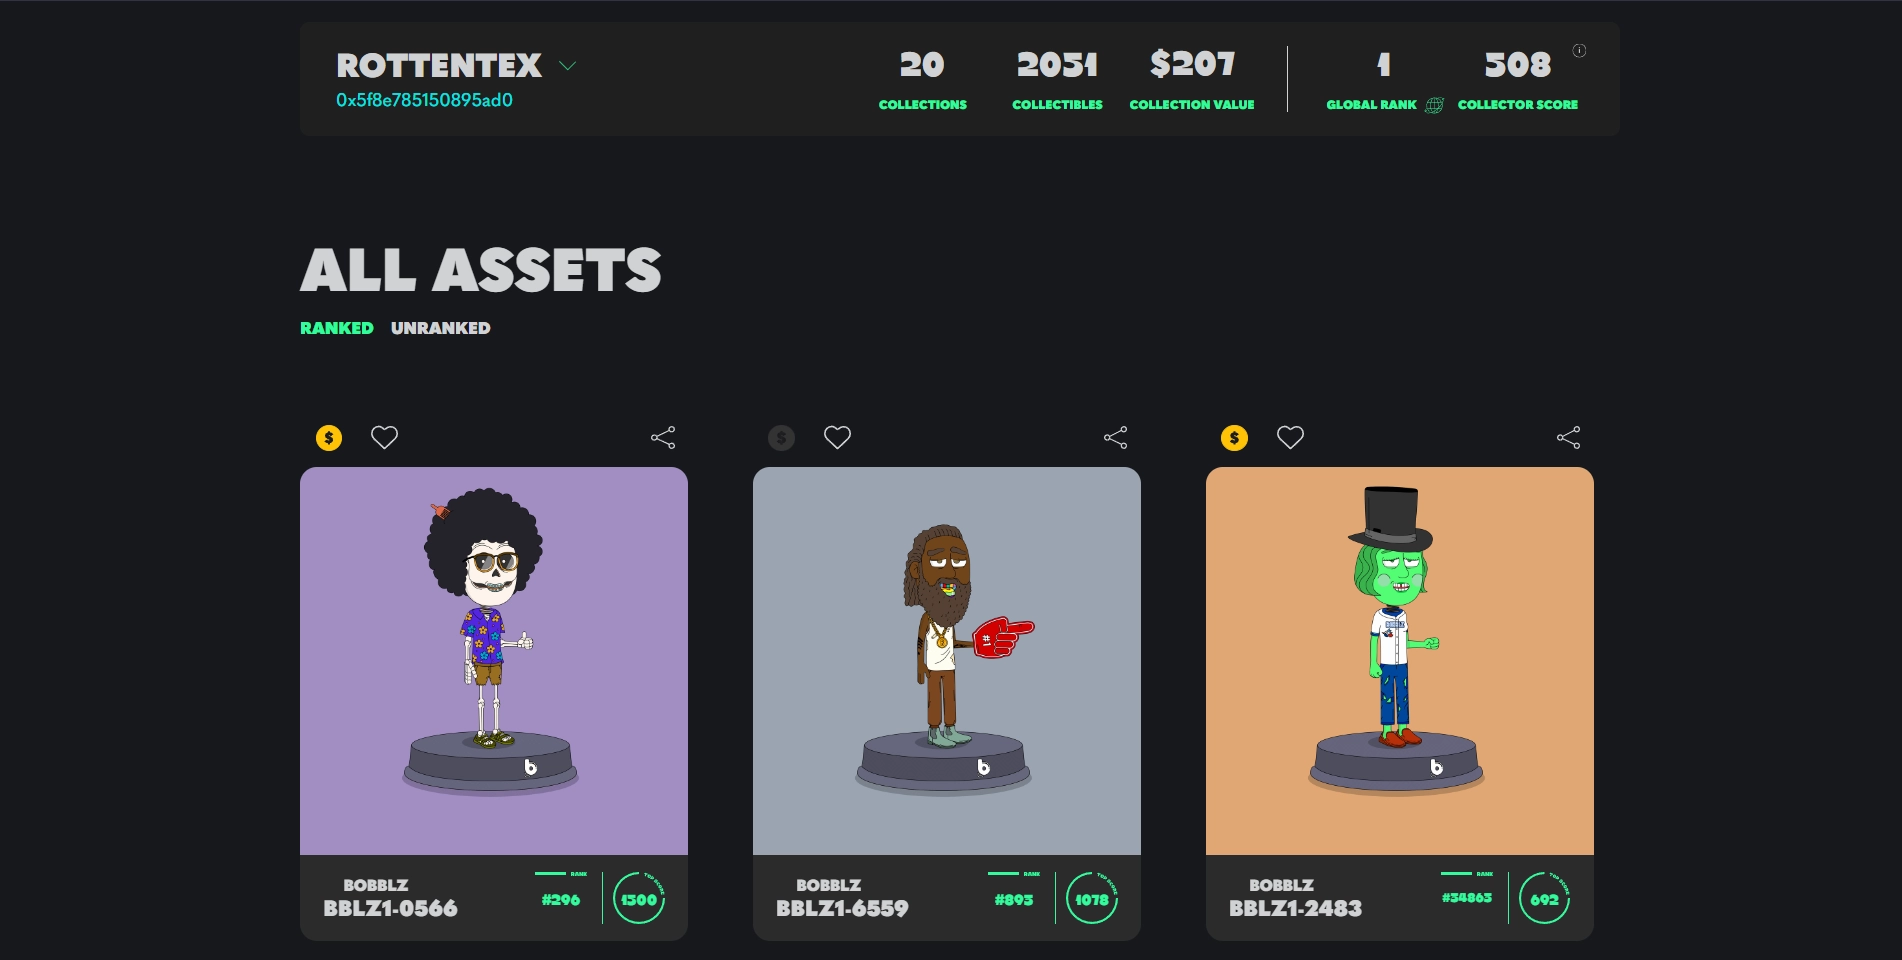 ROTTENTEX
0x5f8e785150895ad0
20
COLLECTIONS
2051
COLLECTIBLES
$207
COLLECTION VALUE
1
GLOBAL RANK
508
COLLECTOR SCORE
ALL ASSETS
RANKED UNRANKED
$
$
$
#1
b
b
b
BOBBLZ
BBLZ1-0566
RANK
#296
TOP SCORE
1500
BOBBLZ
BBLZ1-6559
RANK
#893
TOP SCORE
1078
BOBBLZ
BBLZ1-2483
RANK
#34863
TOP SCORE
692